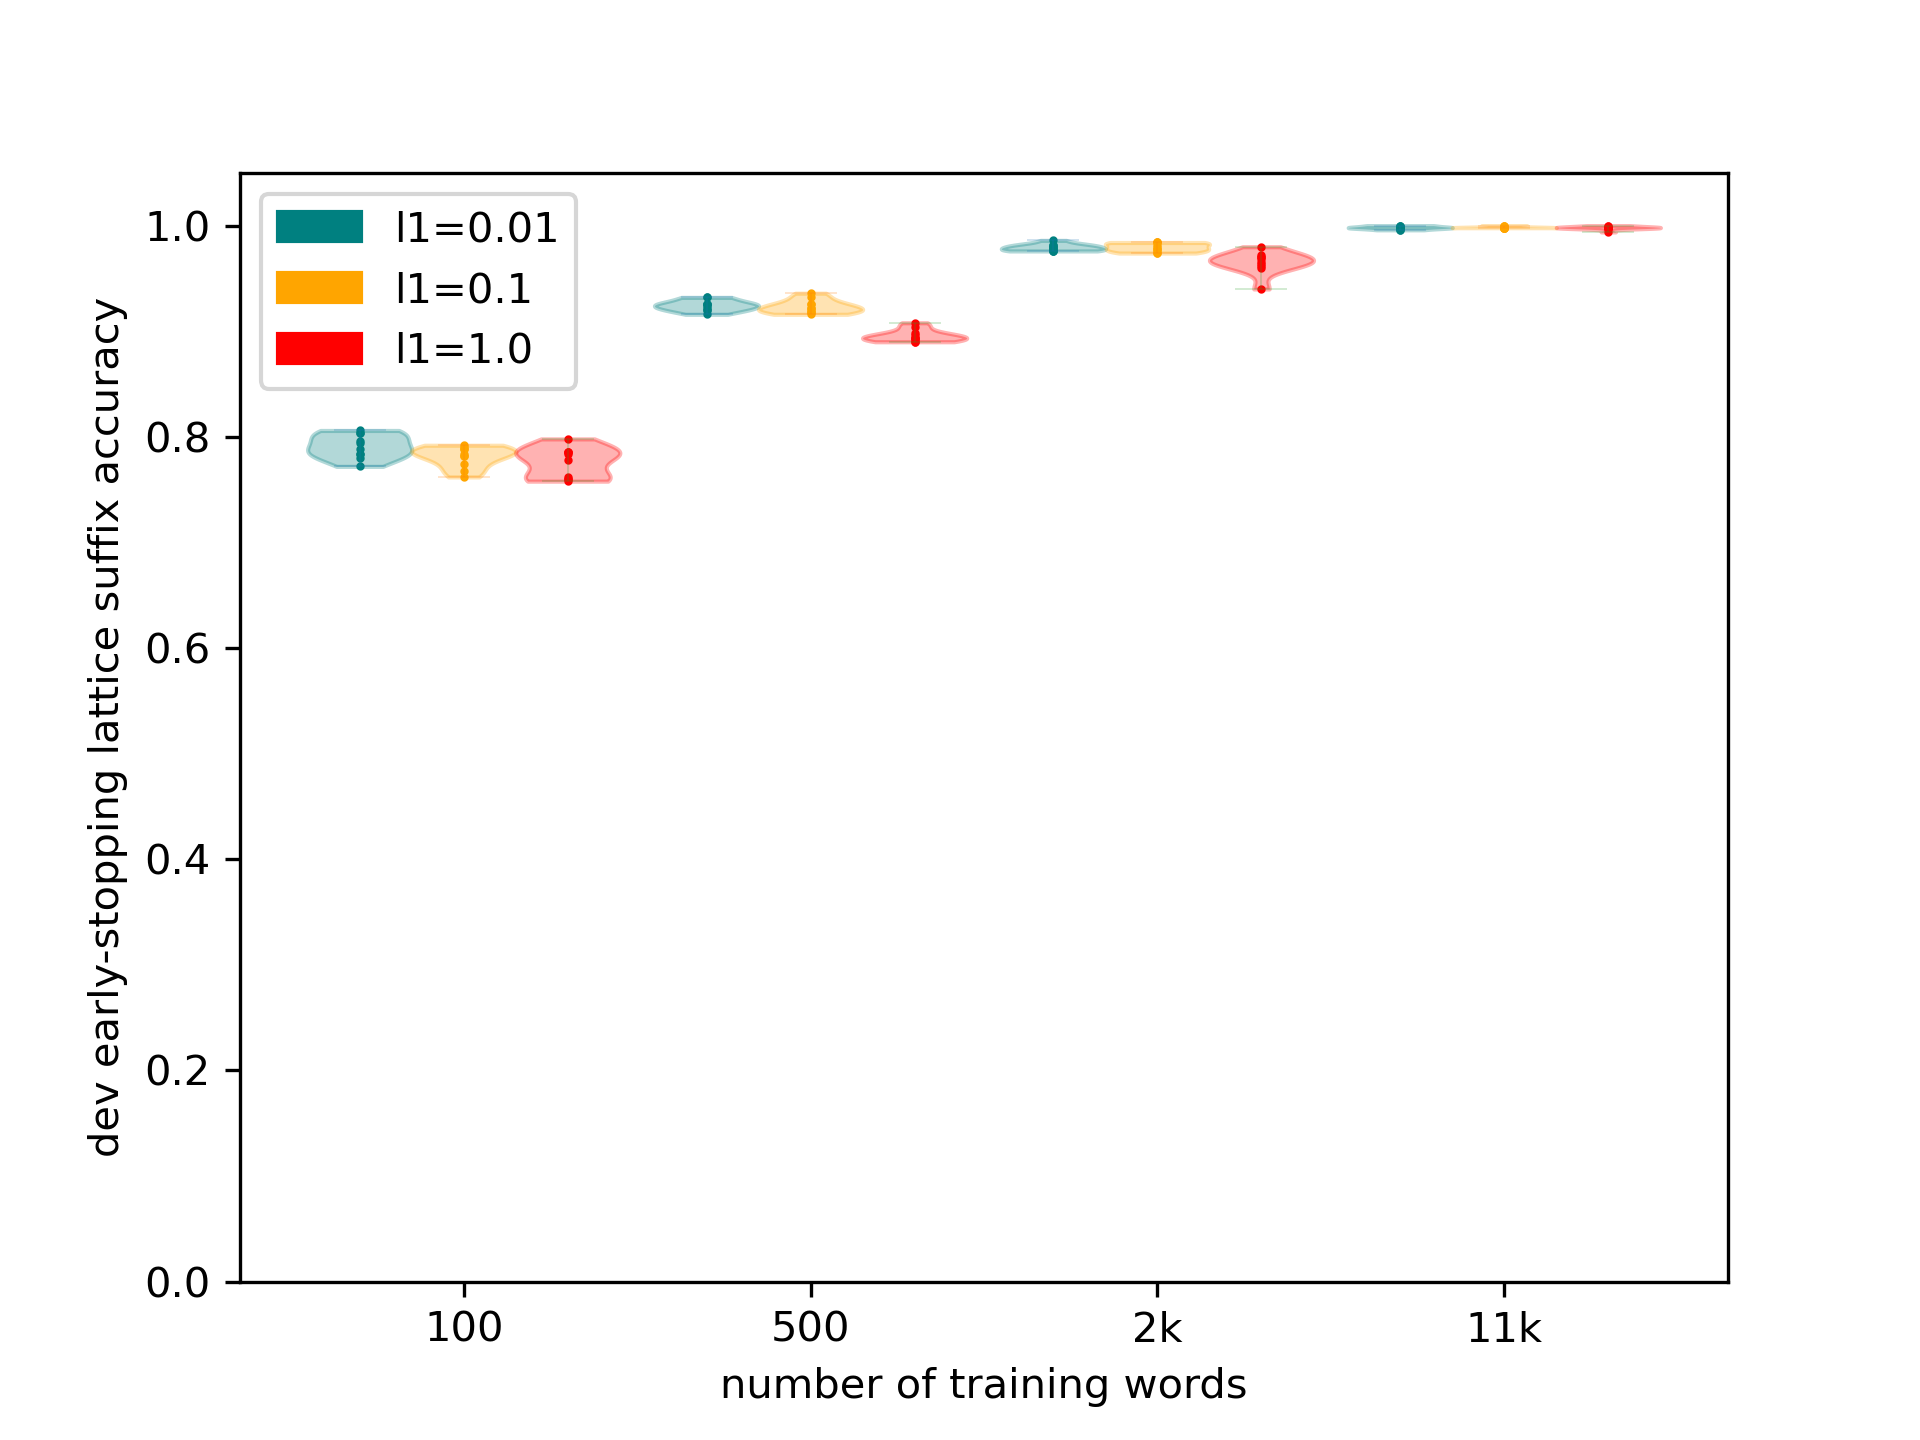 l1=0.01
l1=0.1
l1=1.0
1.0
0.8
0.6
0.4
0.2
0.0
dev early-stopping lattice suffix accuracy
100 500 2k 11k
number of training words